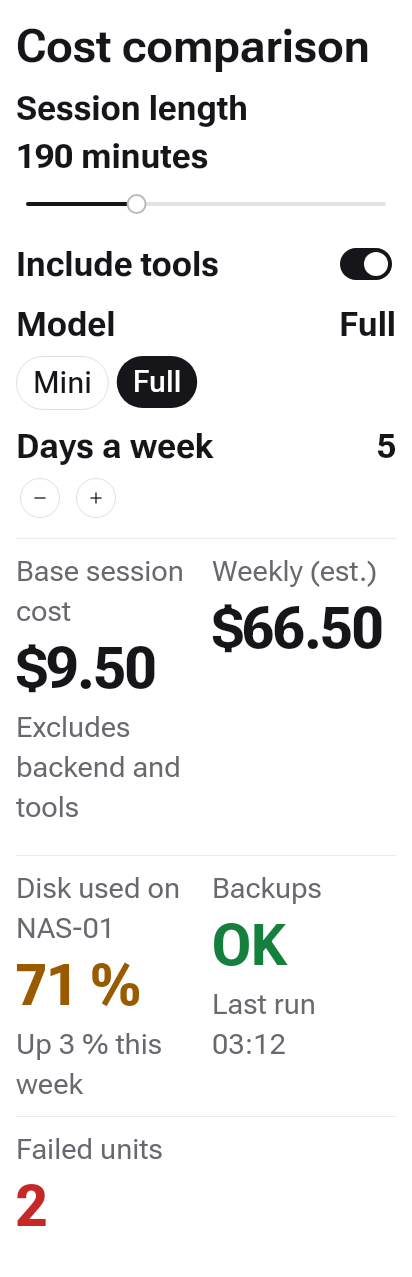 Cost comparison
Session length
190 minutes
Include tools
Model Full
Mini Full
Days a week 5
− +
Base session
cost
$9.50
Excludes
backend and
tools
Weekly (est.)
$66.50
Disk used on
NAS-01
71 %
Up 3 % this
week
Backups
OK
Last run
03:12
Failed units
2